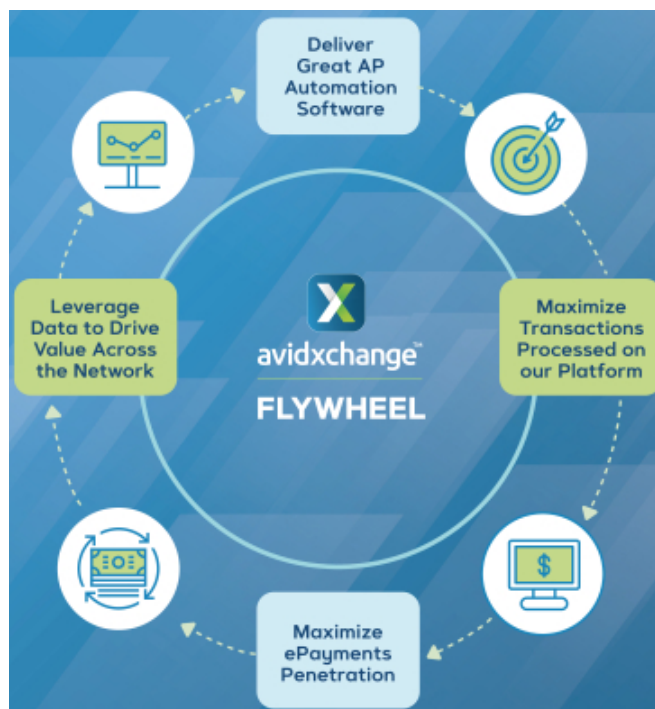 Deliver
Great AP
Automation
Software
Leverage
Data to Drive
Value Across
the Network
avidxchange™
FLYWHEEL
Maximize
Transactions
Processed on
our Platform
$
Maximize
ePayments
Penetration